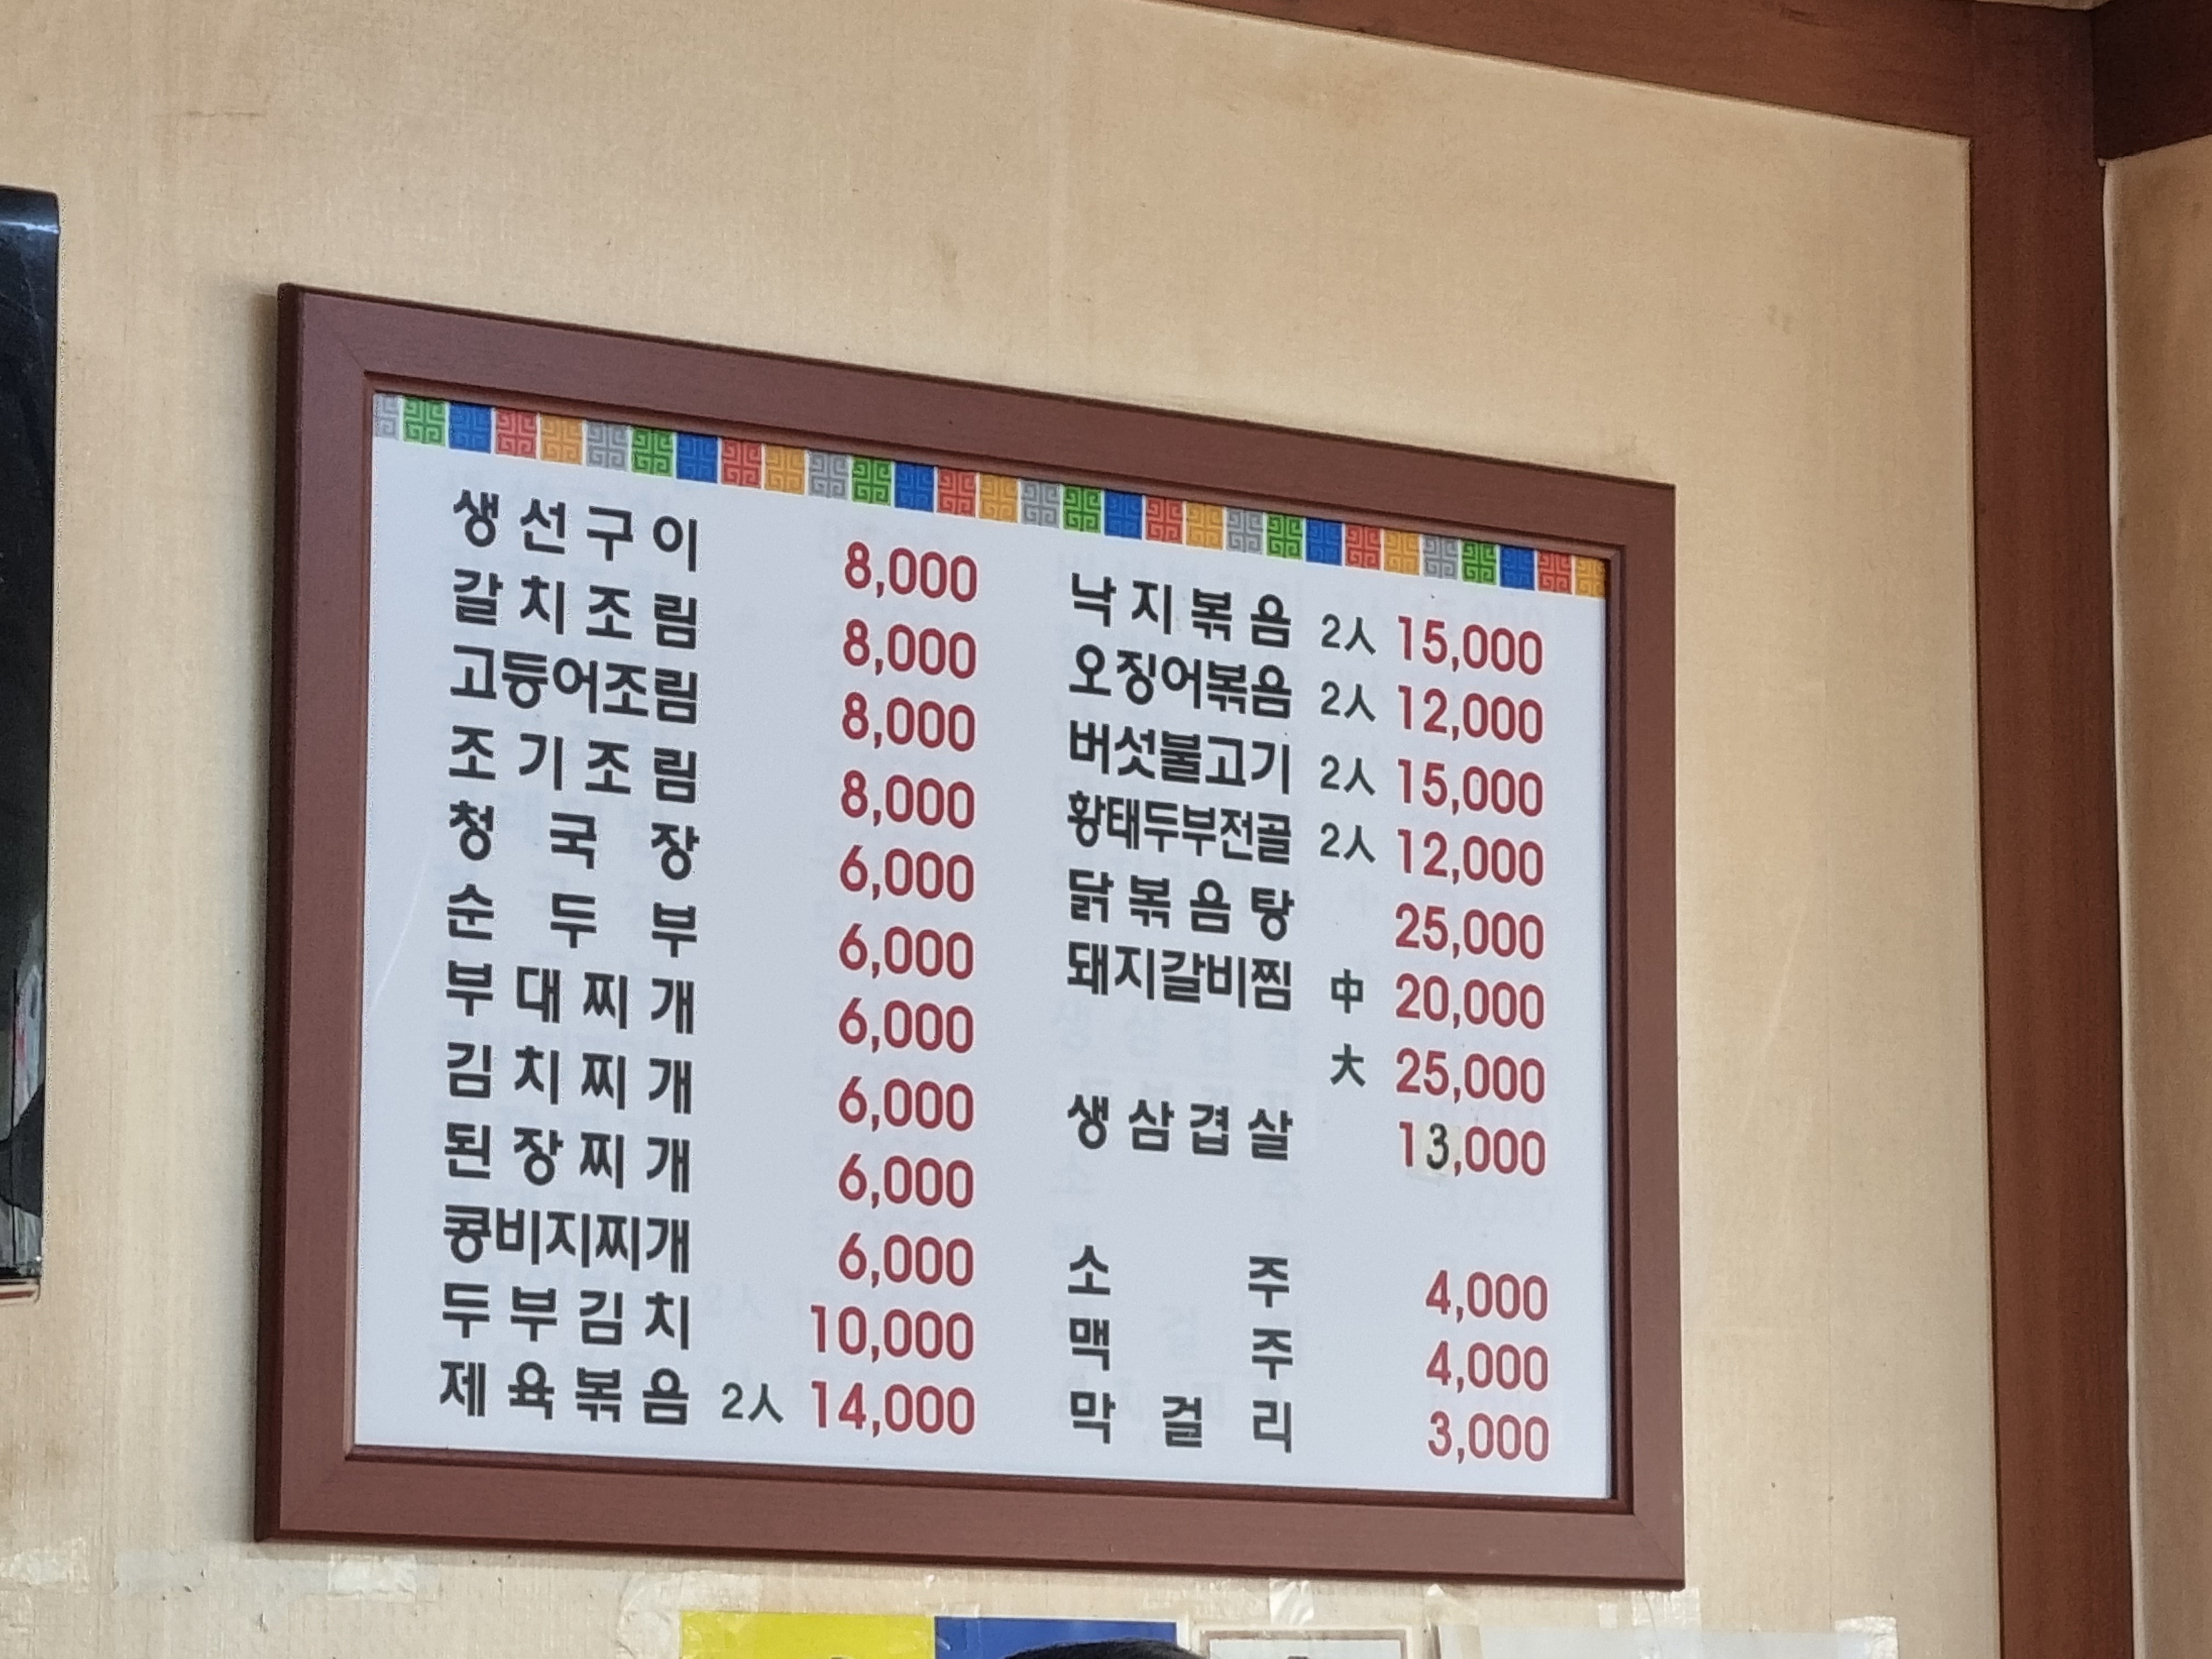 생선구이 8,000
갈치조림 8,000
고등어조림 8,000
조기조림 8,000
청국장 6,000
순두부 6,000
부대찌개 6,000
김치찌개 6,000
된장찌개 6,000
콩비지찌개 6,000
두부김치 10,000
제육볶음 2人 14,000
낙지볶음 2人 15,000
오징어볶음 2人 12,000
버섯불고기 2人 15,000
황태두부전골 2人 12,000
닭볶음탕 25,000
돼지갈비찜 中 20,000
大 25,000
생삼겹살 13,000
소주 4,000
맥주 4,000
막걸리 3,000